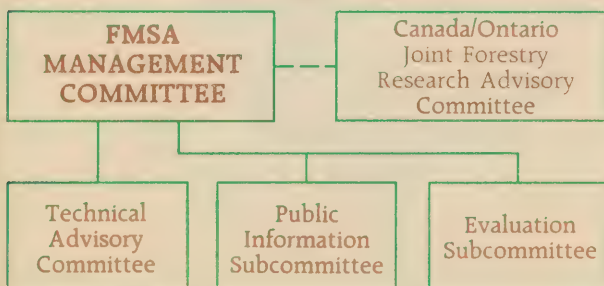 FMSA
MANAGEMENT
COMMITTEE
Canada/Ontario
Joint Forestry
Research Advisory
Committee
Technical
Advisory
Committee
Public
Information
Subcommittee
Evaluation
Subcommittee